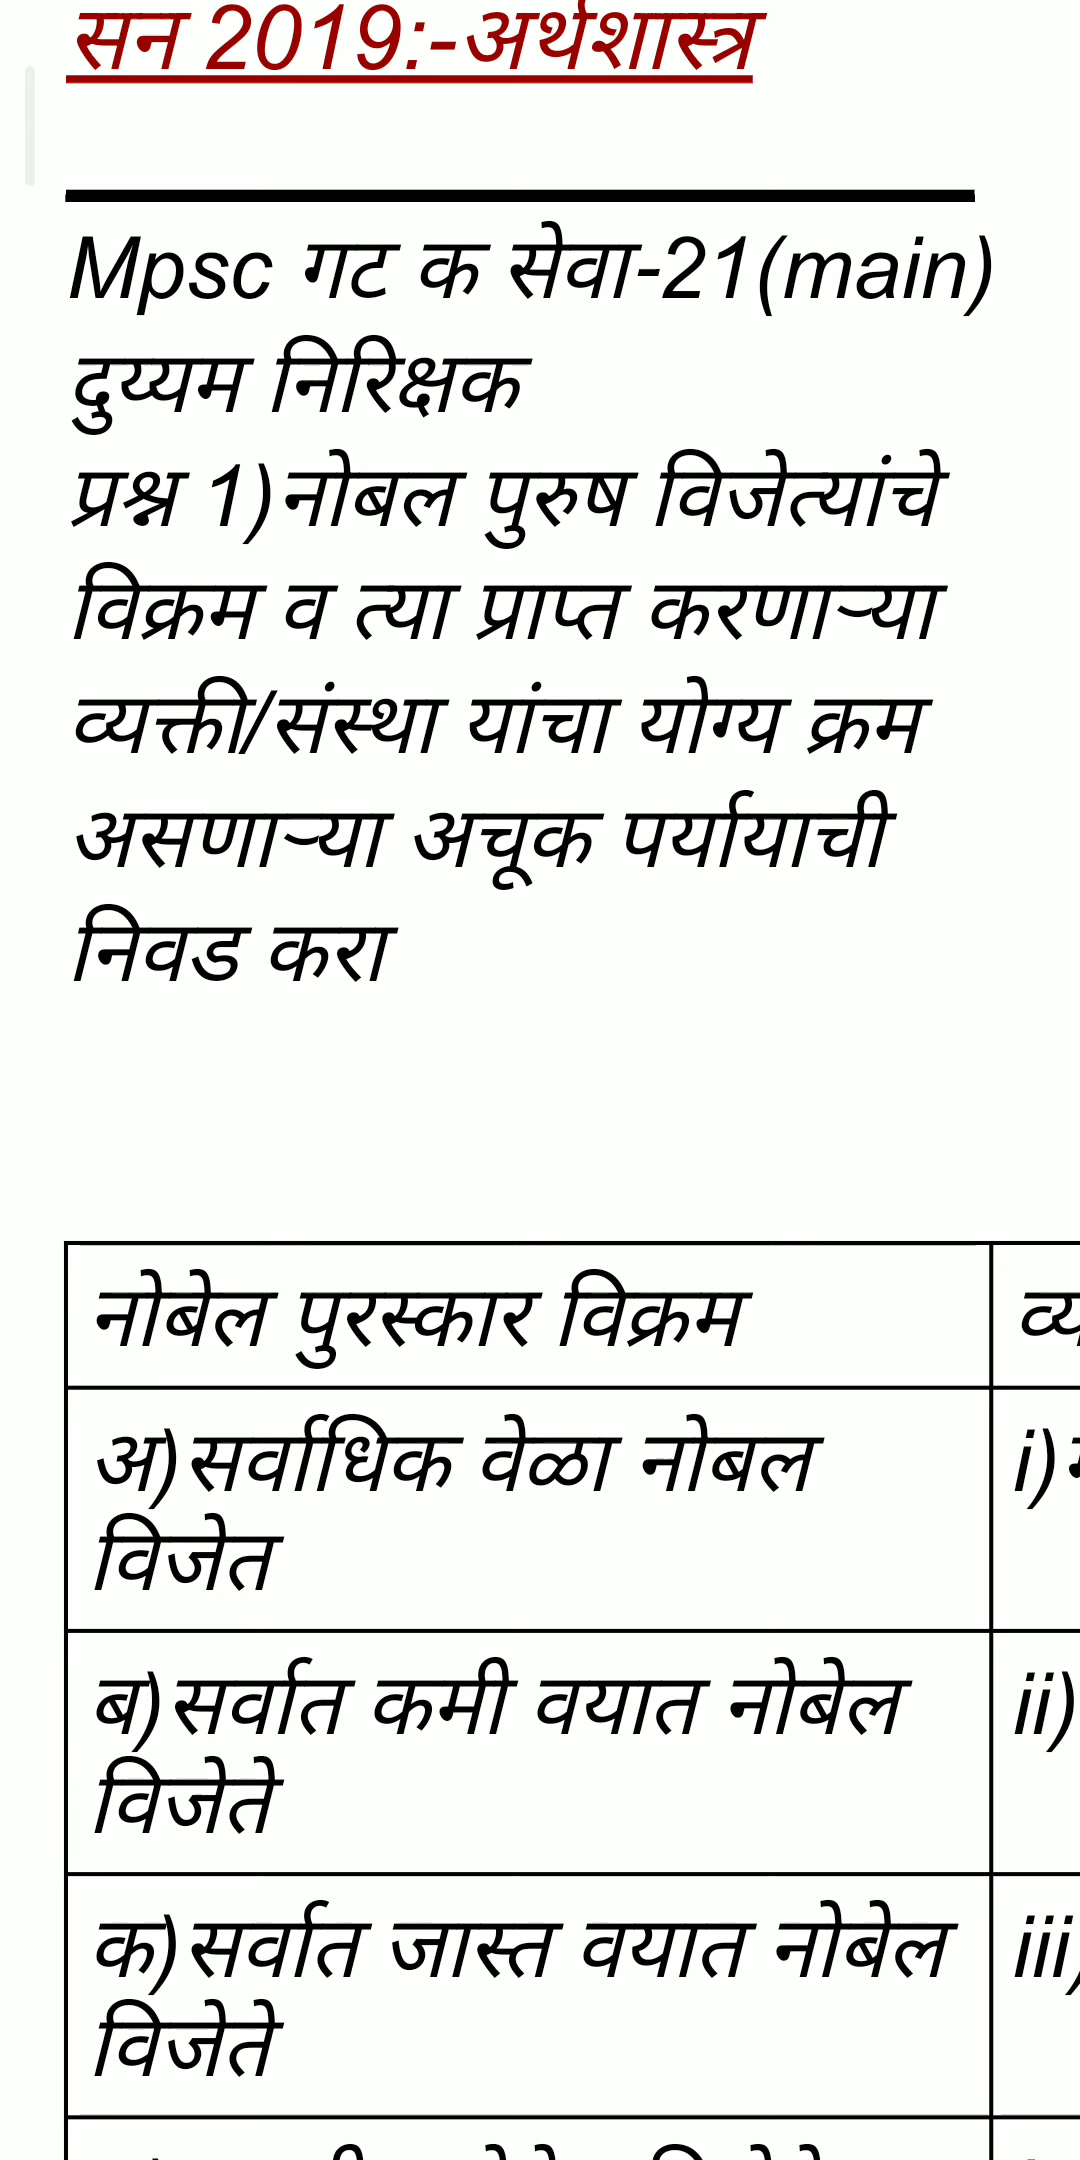 सन 2019:-अर्थशास्त्र
Mpsc गट क सेवा-21(main)
दुय्यम निरिक्षक
प्रश्न 1)नोबल पुरुष विजेत्यांचे
विक्रम व त्या प्राप्त करणाऱ्या
व्यक्ती/संस्था यांचा योग्य क्रम
असणाऱ्या अचूक पर्यायाची
निवड करा
नोबेल पुरस्कार विक्रम
अ)सर्वाधिक वेळा नोबल
विजेत
i)
ब)सर्वात कमी वयात नोबेल
विजेते
ii)
क)सर्वात जास्त वयात नोबेल
विजेते
iii)